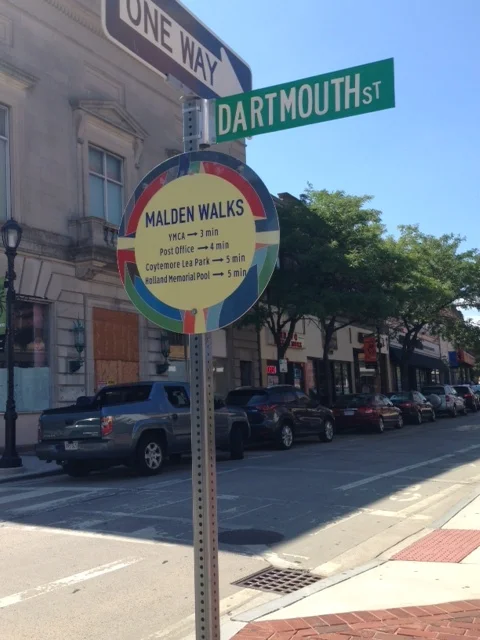 ONE WAY
DARTMOUTH ST
MALDEN WALKS
YMCA → 3 min
Post Office → 4 min
Coytemore Lea Park → 5 min
Holland Memorial Pool → 5 min